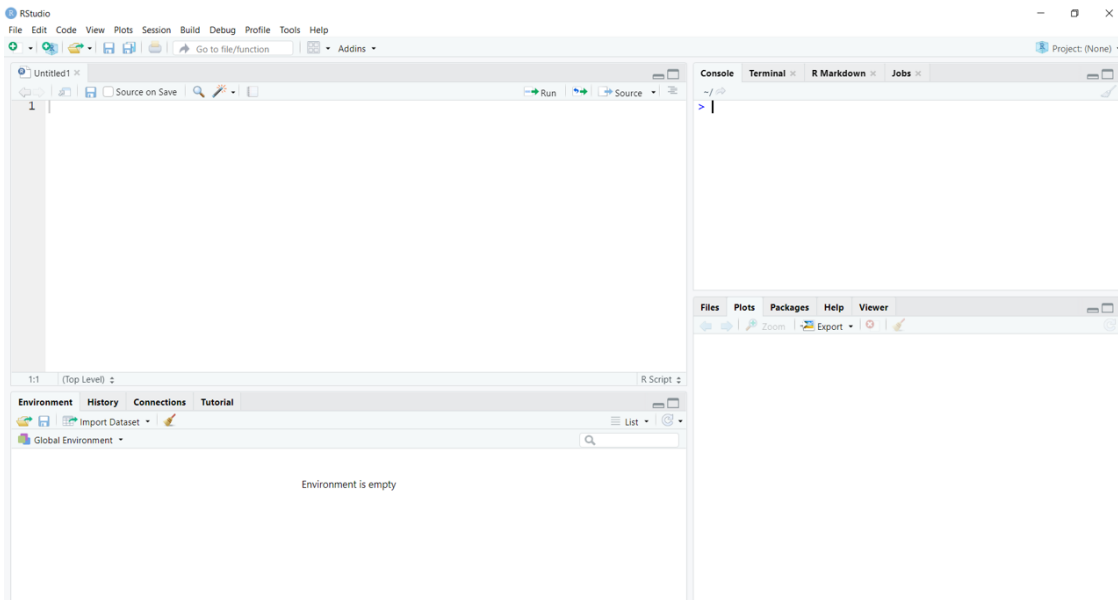 RStudio
File Edit Code View Plots Session Build Debug Profile Tools Help
Go to file/function Addins Project: (None)
Untitled1
Source on Save Run Source
1
1:1 (Top Level) R Script
Environment History Connections Tutorial
Import Dataset List
Global Environment
Environment is empty
Console Terminal R Markdown Jobs
~/
>
Files Plots Packages Help Viewer
Zoom Export